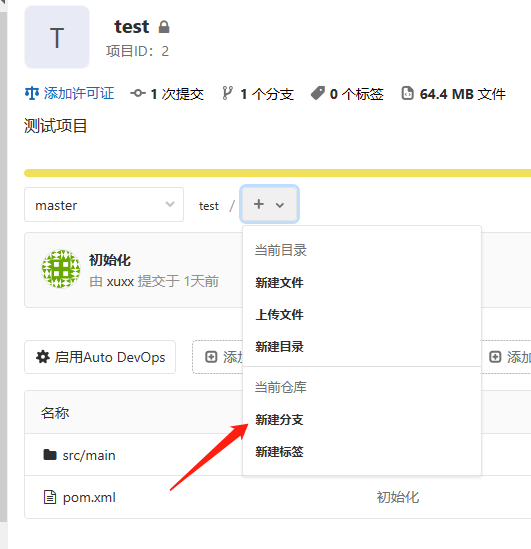 T
test
项目ID：2
添加许可证 1 次提交 1 个分支 0 个标签 64.4 MB 文件
测试项目
master test / +
当前目录
新建文件
上传文件
新建目录
当前仓库
新建分支
新建标签
初始化
由 xuxx 提交于 1天前
启用Auto DevOps 添加 添加
名称
src/main
pom.xml 初始化